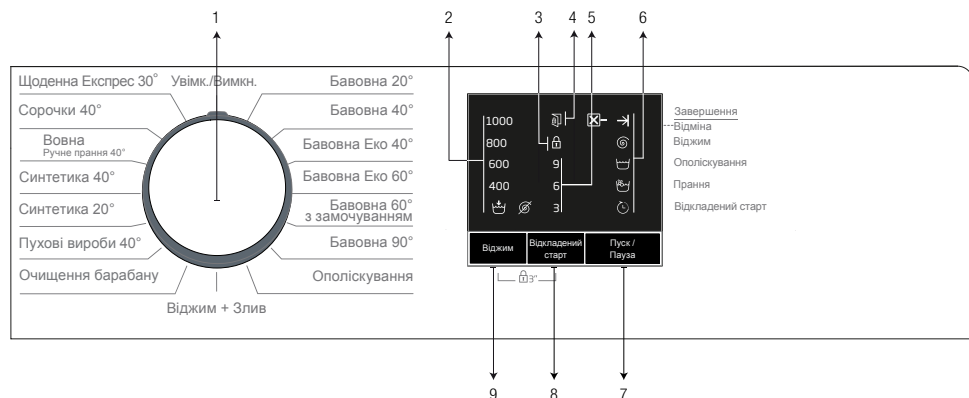 1
2
3
4
5
6
Щоденна Експрес 30°
Увімк./Вимкн.
Бавовна 20°
Сорочки 40°
Бавовна 40°
Вовна
Ручне прання 40°
Бавовна Еко 40°
Синтетика 40°
Бавовна Еко 60°
Синтетика 20°
Бавовна 60°
з замочуванням
Пухові вироби 40°
Бавовна 90°
Очищення барабану
Ополіскування
Віджим + Злив
1000
800
600
400
9
6
3
Завершення
Відміна
Віджим
Ополіскування
Прання
Відкладений старт
Віджим
Відкладений
старт
Пуск /
Пауза
3"
9
8
7